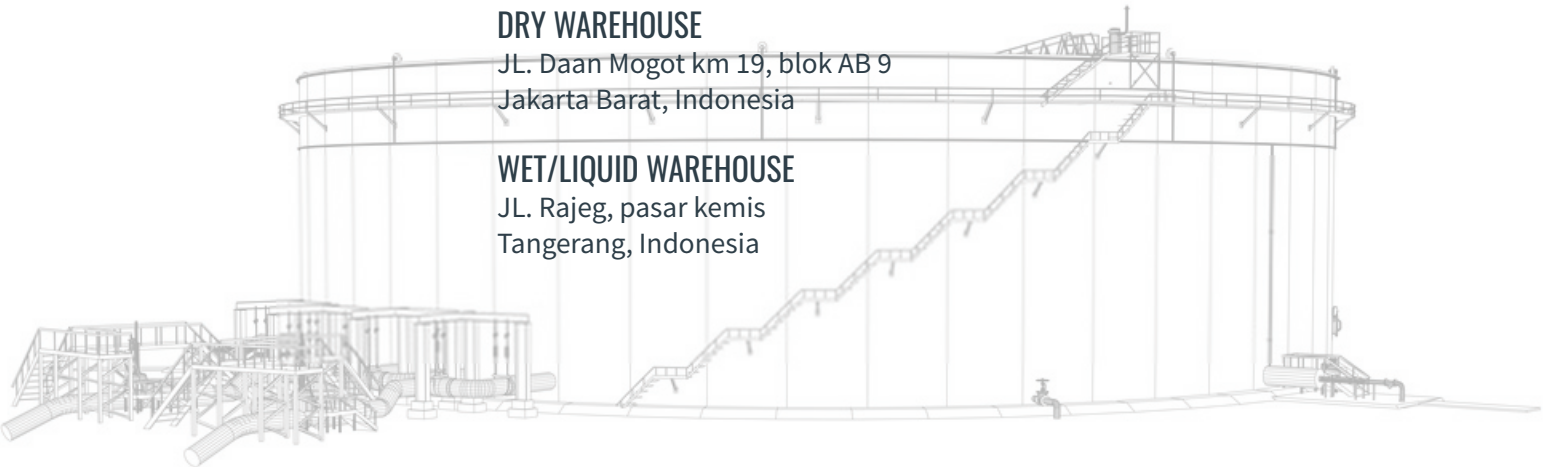 DRY WAREHOUSE
JL. Daan Mogot km 19, blok AB 9
Jakarta Barat, Indonesia
WET/LIQUID WAREHOUSE
JL. Rajeg, pasar kemis
Tangerang, Indonesia